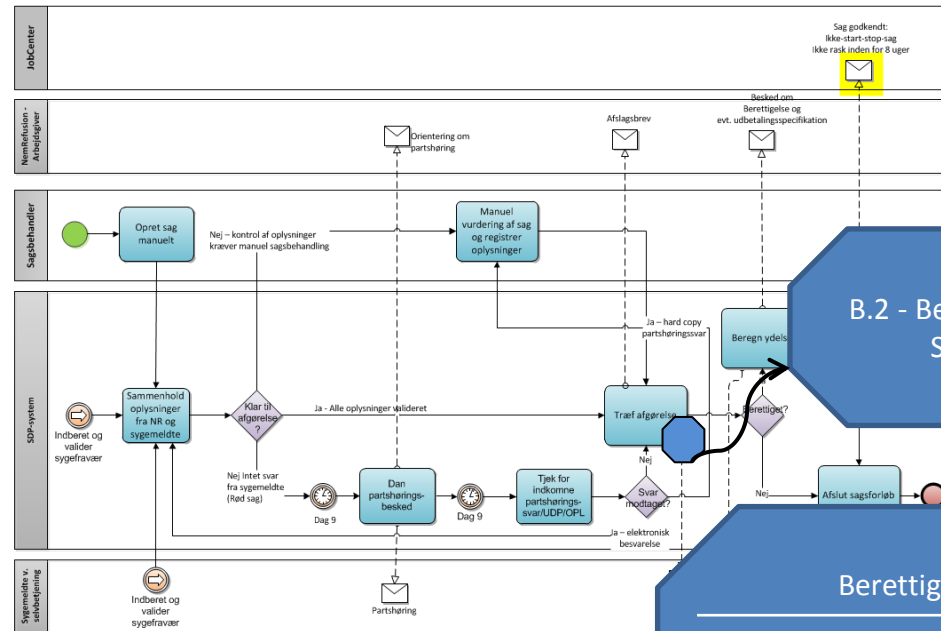 JobCenter
Sag godkendt:
Ikke-start-stop-sag
Ikke rask inden for 8 uger
NemRefusion -
Arbejdsgiver
Orientering om
partshøring
Afslagsbrev
Besked om
Berettigelse og
evt. udbetalingsspecifikation
Sagsbehandler
Opret sag
manuelt
Nej – kontrol af oplysninger
kræver manuel sagsbehandling
Manuel
vurdering af sag
og registrer
oplysninger
SDP-system
Indberet og
valider
sygefravær
Sammenhold
oplysninger
fra NR og
sygemeldte
Klar til
afgørelse
?
Ja - Alle oplysninger valideret
Nej Intet svar
fra sygemeldte
(Rød sag)
Dag 9
Dan
partshørings-
besked
Dag 9
Tjek for
indkomne
partshørings-
svar/UDP/OPL
Svar
modtaget?
Nej
Ja – elektronisk
besvarelse
Ja – hard copy
partshøringssvar
Træf afgørelse
Beregn ydels
Berettiget?
Nej
Afslut sagsforløb
B.2 - Be
S
Berettig
Sygemeldte v.
selvbetjening
Indberet og
valider
sygefravær
Partshøring